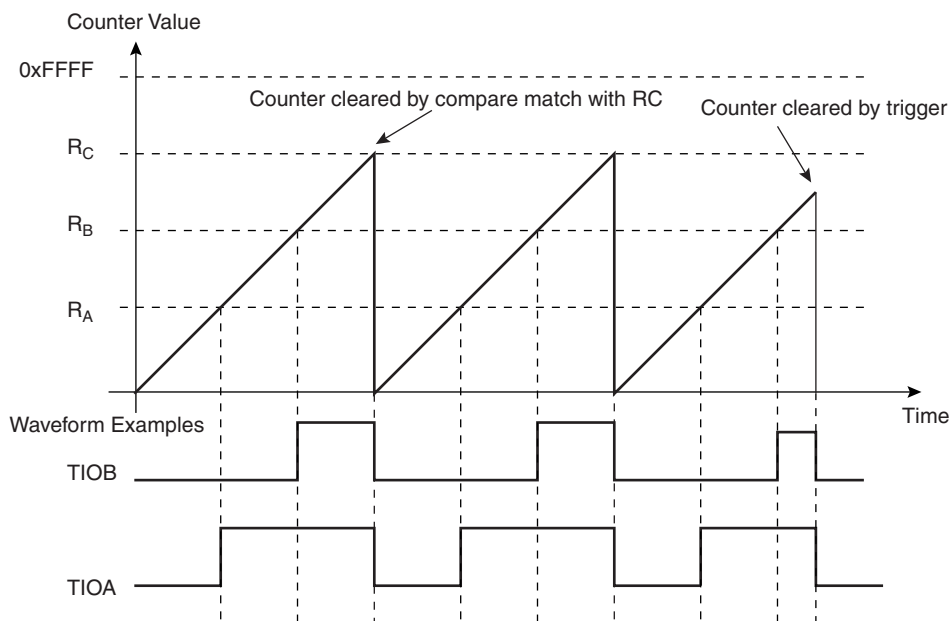 Counter Value
0xFFFF
Counter cleared by compare match with RC
Counter cleared by trigger
RC
RB
RA
Time
Waveform Examples
TIOB
TIOA